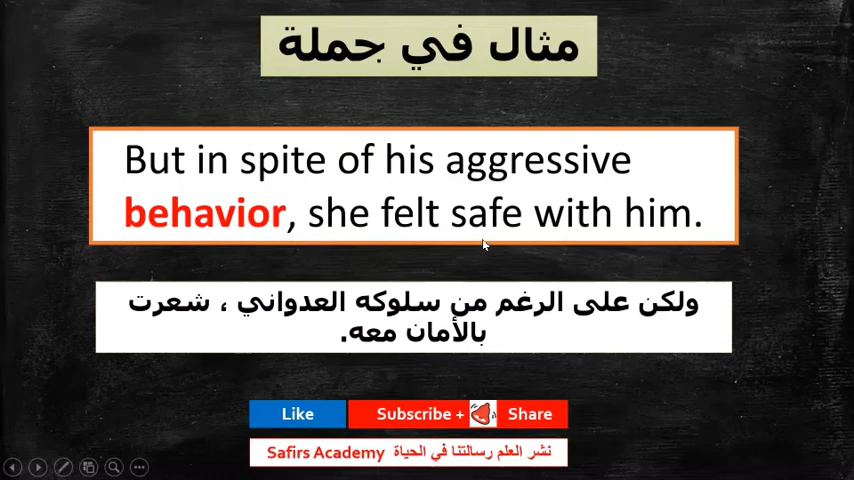 مثال في جملة
But in spite of his aggressive
behavior, she felt safe with him.
ولكن على الرغم من سلوكه العدواني ، شعرت
بالأمان معه.
Like Subscribe + Share
Safirs Academy نشر العلم رسالتنا في الحياة